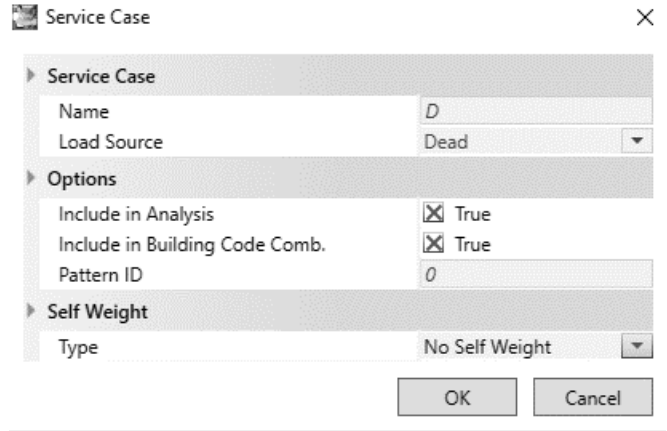 Service Case
Service Case
Name D
Load Source Dead
Options
Include in Analysis True
Include in Building Code Comb. True
Pattern ID 0
Self Weight
Type No Self Weight
OK Cancel